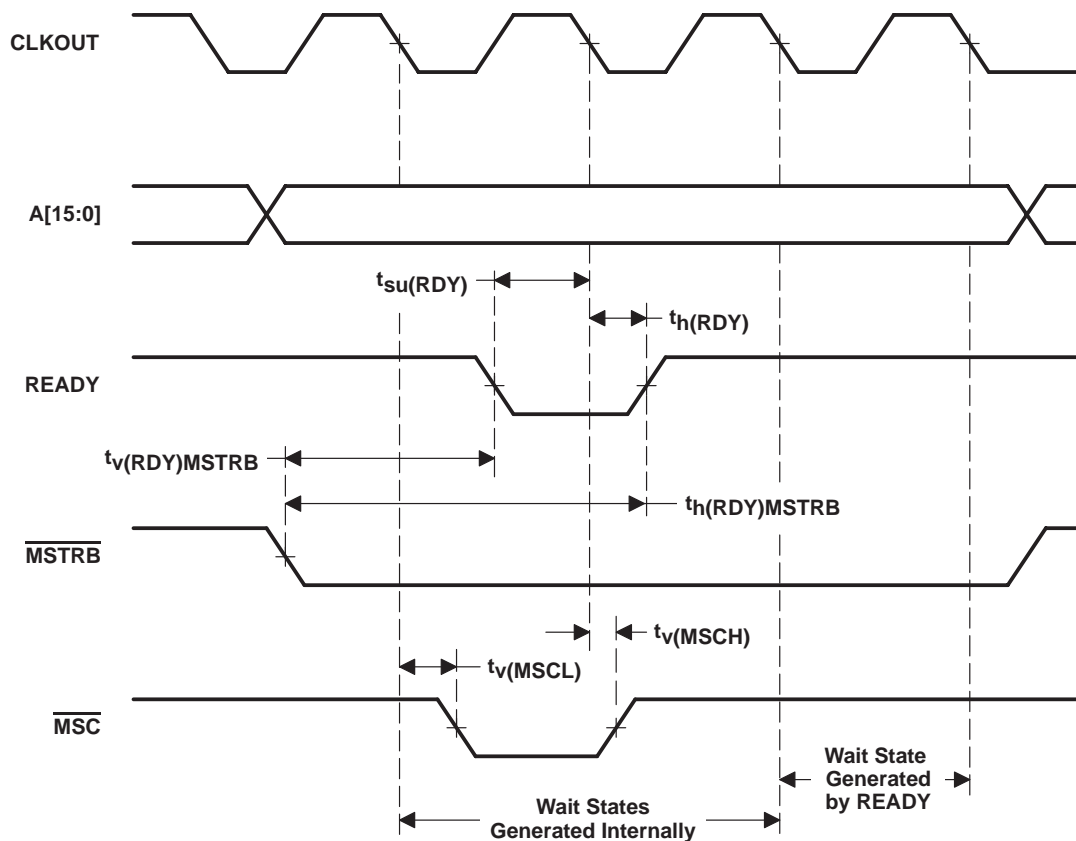 CLKOUT
A[15:0]
tsu(RDY)
th(RDY)
READY
tv(RDY)MSTRB
th(RDY)MSTRB
MSTRB
tv(MSCH)
tv(MSCL)
MSC
Wait State
Generated
by READY
Wait States
Generated Internally